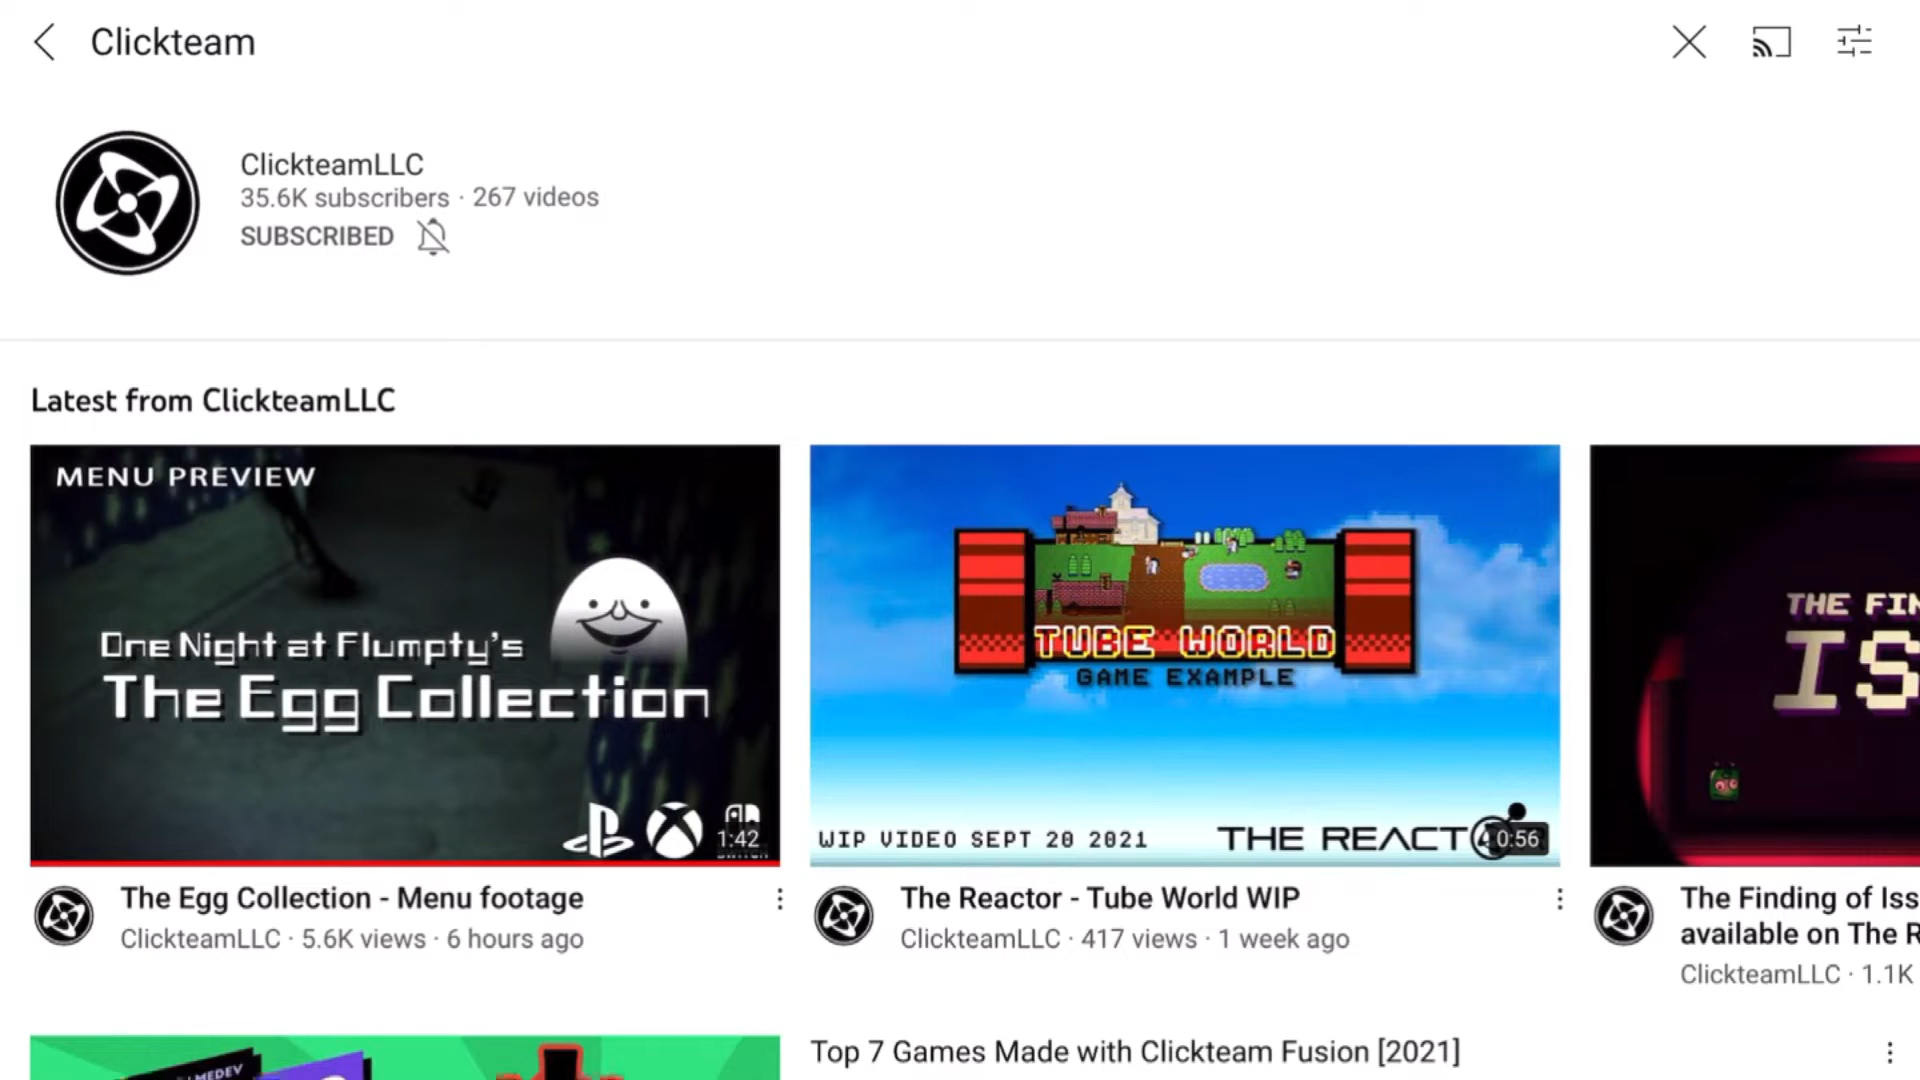 Clickteam
ClickteamLLC
35.6K subscribers · 267 videos
SUBSCRIBED
Latest from ClickteamLLC
MENU PREVIEW
One Night at Flumpty's
The Egg Collection
1:42
TUBE WORLD
GAME EXAMPLE
WIP VIDEO SEPT 20 2021
THE REACT
0:56
THE FIN
IS
The Egg Collection - Menu footage
ClickteamLLC · 5.6K views · 6 hours ago
The Reactor - Tube World WIP
ClickteamLLC · 417 views · 1 week ago
The Finding of Iss
available on The R
ClickteamLLC · 1.1K
MEDEV
Top 7 Games Made with Clickteam Fusion [2021]